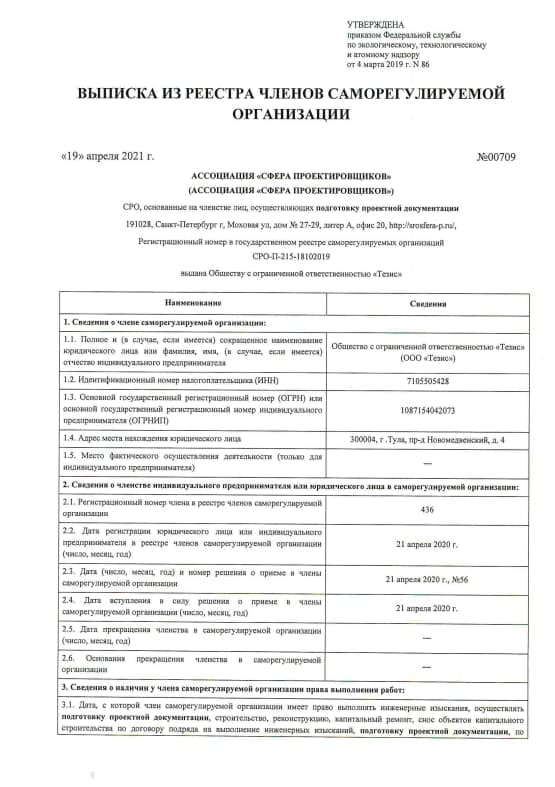 УТВЕРЖДЕНА
приказом Федеральной службы
по экологическому, технологическому
и атомному надзору
от 4 марта 2019 г. N 86
ВЫПИСКА ИЗ РЕЕСТРА ЧЛЕНОВ САМОРЕГУЛИРУЕМОЙ
ОРГАНИЗАЦИИ
«19» апреля 2021 г. №00709
АССОЦИАЦИЯ «СФЕРА ПРОЕКТИРОВЩИКОВ»
(АССОЦИАЦИЯ «СФЕРА ПРОЕКТИРОВЩИКОВ»)
СРО, основанные на членстве лиц, осуществляющих подготовку проектной документации
191028, Санкт-Петербург г, Моховая ул, дом № 27-29, литер А, офис 20, http://srosfera-p.ru/,
Регистрационный номер в государственном реестре саморегулируемых организаций
СРО-П-215-18102019
выдана Обществу с ограниченной ответственностью «Тезис»
Наименование Сведения
1. Сведения о члене саморегулируемой организации:
1.1. Полное и (в случае, если имеется) сокращенное наименование
юридического лица или фамилия, имя, (в случае, если имеется)
отчество индивидуального предпринимателя
Общество с ограниченной ответственностью «Тезис»
(ООО «Тезис»)
1.2. Идентификационный номер налогоплательщика (ИНН) 7105505428
1.3. Основной государственный регистрационный номер (ОГРН) или
основной государственный регистрационный номер индивидуального
предпринимателя (ОГРНИП)
1087154042073
1.4. Адрес места нахождения юридического лица 300004, г .Тула, пр-д Новомедвенский, д. 4
1.5. Место фактического осуществления деятельности (только для
индивидуального предпринимателя)
—
2. Сведения о членстве индивидуального предпринимателя или юридического лица в саморегулируемой организации:
2.1. Регистрационный номер члена в реестре членов саморегулируемой
организации
436
2.2. Дата регистрации юридического лица или индивидуального
предпринимателя в реестре членов саморегулируемой организации
(число, месяц, год)
21 апреля 2020 г.
2.3. Дата (число, месяц, год) и номер решения о приеме в члены
саморегулируемой организации
21 апреля 2020 г., №56
2.4. Дата вступления в силу решения о приеме в члены
саморегулируемой организации (число, месяц, год)
21 апреля 2020 г.
2.5. Дата прекращения членства в саморегулируемой организации
(число, месяц, год)
—
2.6. Основания прекращения членства в саморегулируемой
организации
—
3. Сведения о наличии у члена саморегулируемой организации права выполнения работ:
3.1. Дата, с которой член саморегулируемой организации имеет право выполнять инженерные изыскания, осуществлять
подготовку проектной документации, строительство, реконструкцию, капитальный ремонт, снос объектов капитального
строительства по договору подряда на выполнение инженерных изысканий, подготовку проектной документации, по